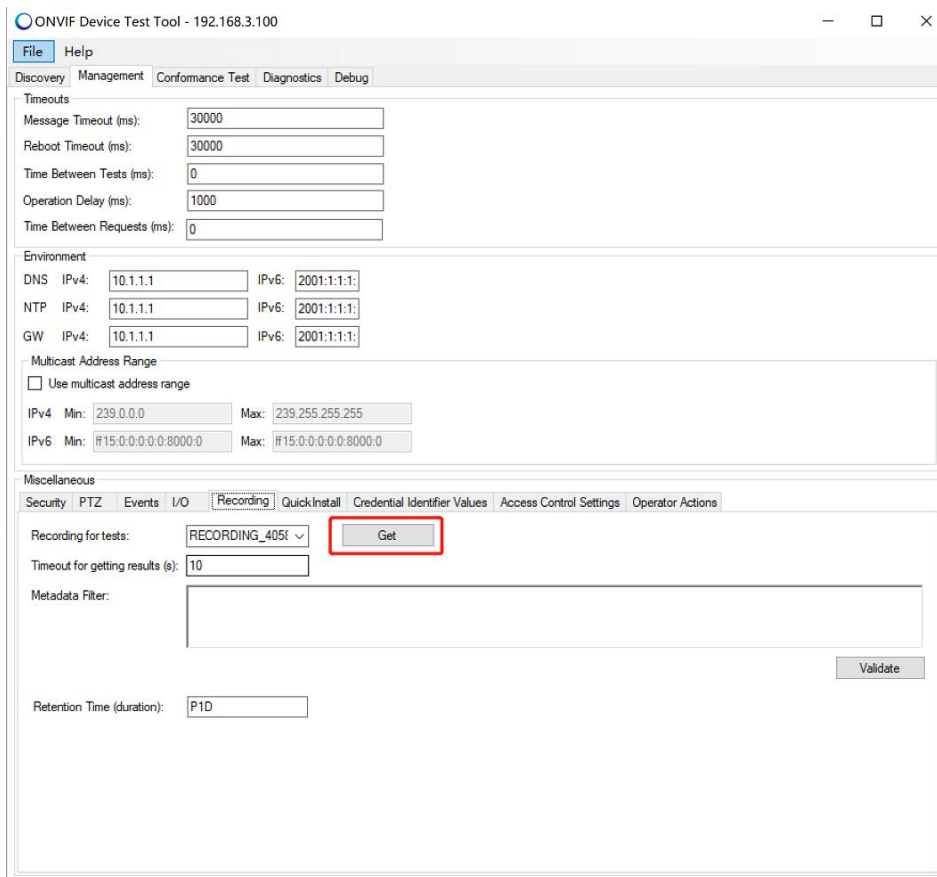 ONVIF Device Test Tool - 192.168.3.100
File Help
Discovery Management Conformance Test Diagnostics Debug
Timeouts
Message Timeout (ms): 30000
Reboot Timeout (ms): 30000
Time Between Tests (ms): 0
Operation Delay (ms): 1000
Time Between Requests (ms): 0
Environment
DNS IPv4: 10.1.1.1 IPv6: 2001:1:1:1:
NTP IPv4: 10.1.1.1 IPv6: 2001:1:1:1:
GW IPv4: 10.1.1.1 IPv6: 2001:1:1:1:
Multicast Address Range
Use multicast address range
IPv4 Min: 239.0.0.0 Max: 239.255.255.255
IPv6 Min: ff15:0:0:0:0:0:8000:0 Max: ff15:0:0:0:0:0:8000:0
Miscellaneous
Security PTZ Events I/O Recording QuickInstall Credential Identifier Values Access Control Settings Operator Actions
Recording for tests: RECORDING_405 Get
Timeout for getting results (s): 10
Metadata Filter:
Validate
Retention Time (duration): P1D